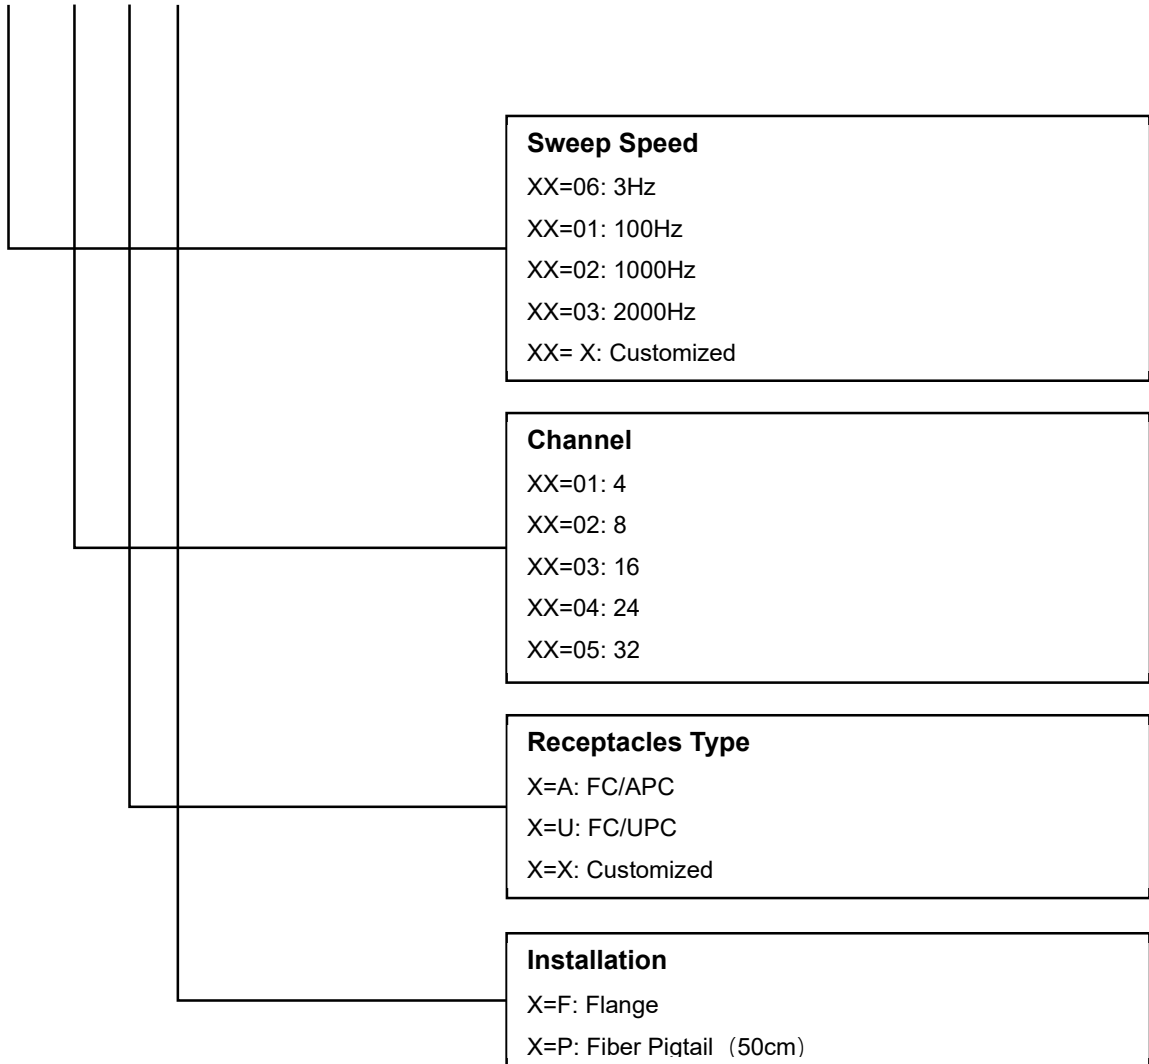 Sweep Speed
XX=06: 3Hz
XX=01: 100Hz
XX=02: 1000Hz
XX=03: 2000Hz
XX= X: Customized
Channel
XX=01: 4
XX=02: 8
XX=03: 16
XX=04: 24
XX=05: 32
Receptacles Type
X=A: FC/APC
X=U: FC/UPC
X=X: Customized
Installation
X=F: Flange
X=P: Fiber Pigtail（50cm）